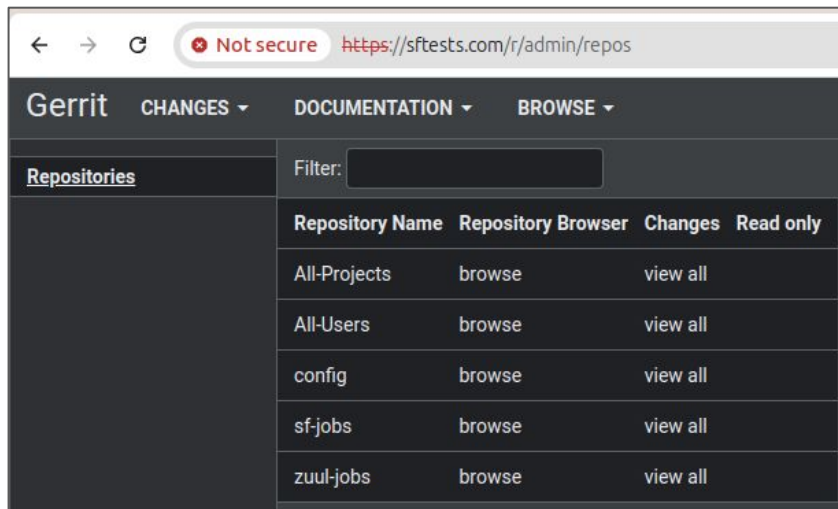 Not secure https://sftests.com/r/admin/repos
Gerrit CHANGES DOCUMENTATION BROWSE
Repositories
Filter:
Repository Name Repository Browser Changes Read only
All-Projects browse view all
All-Users browse view all
config browse view all
sf-jobs browse view all
zuul-jobs browse view all